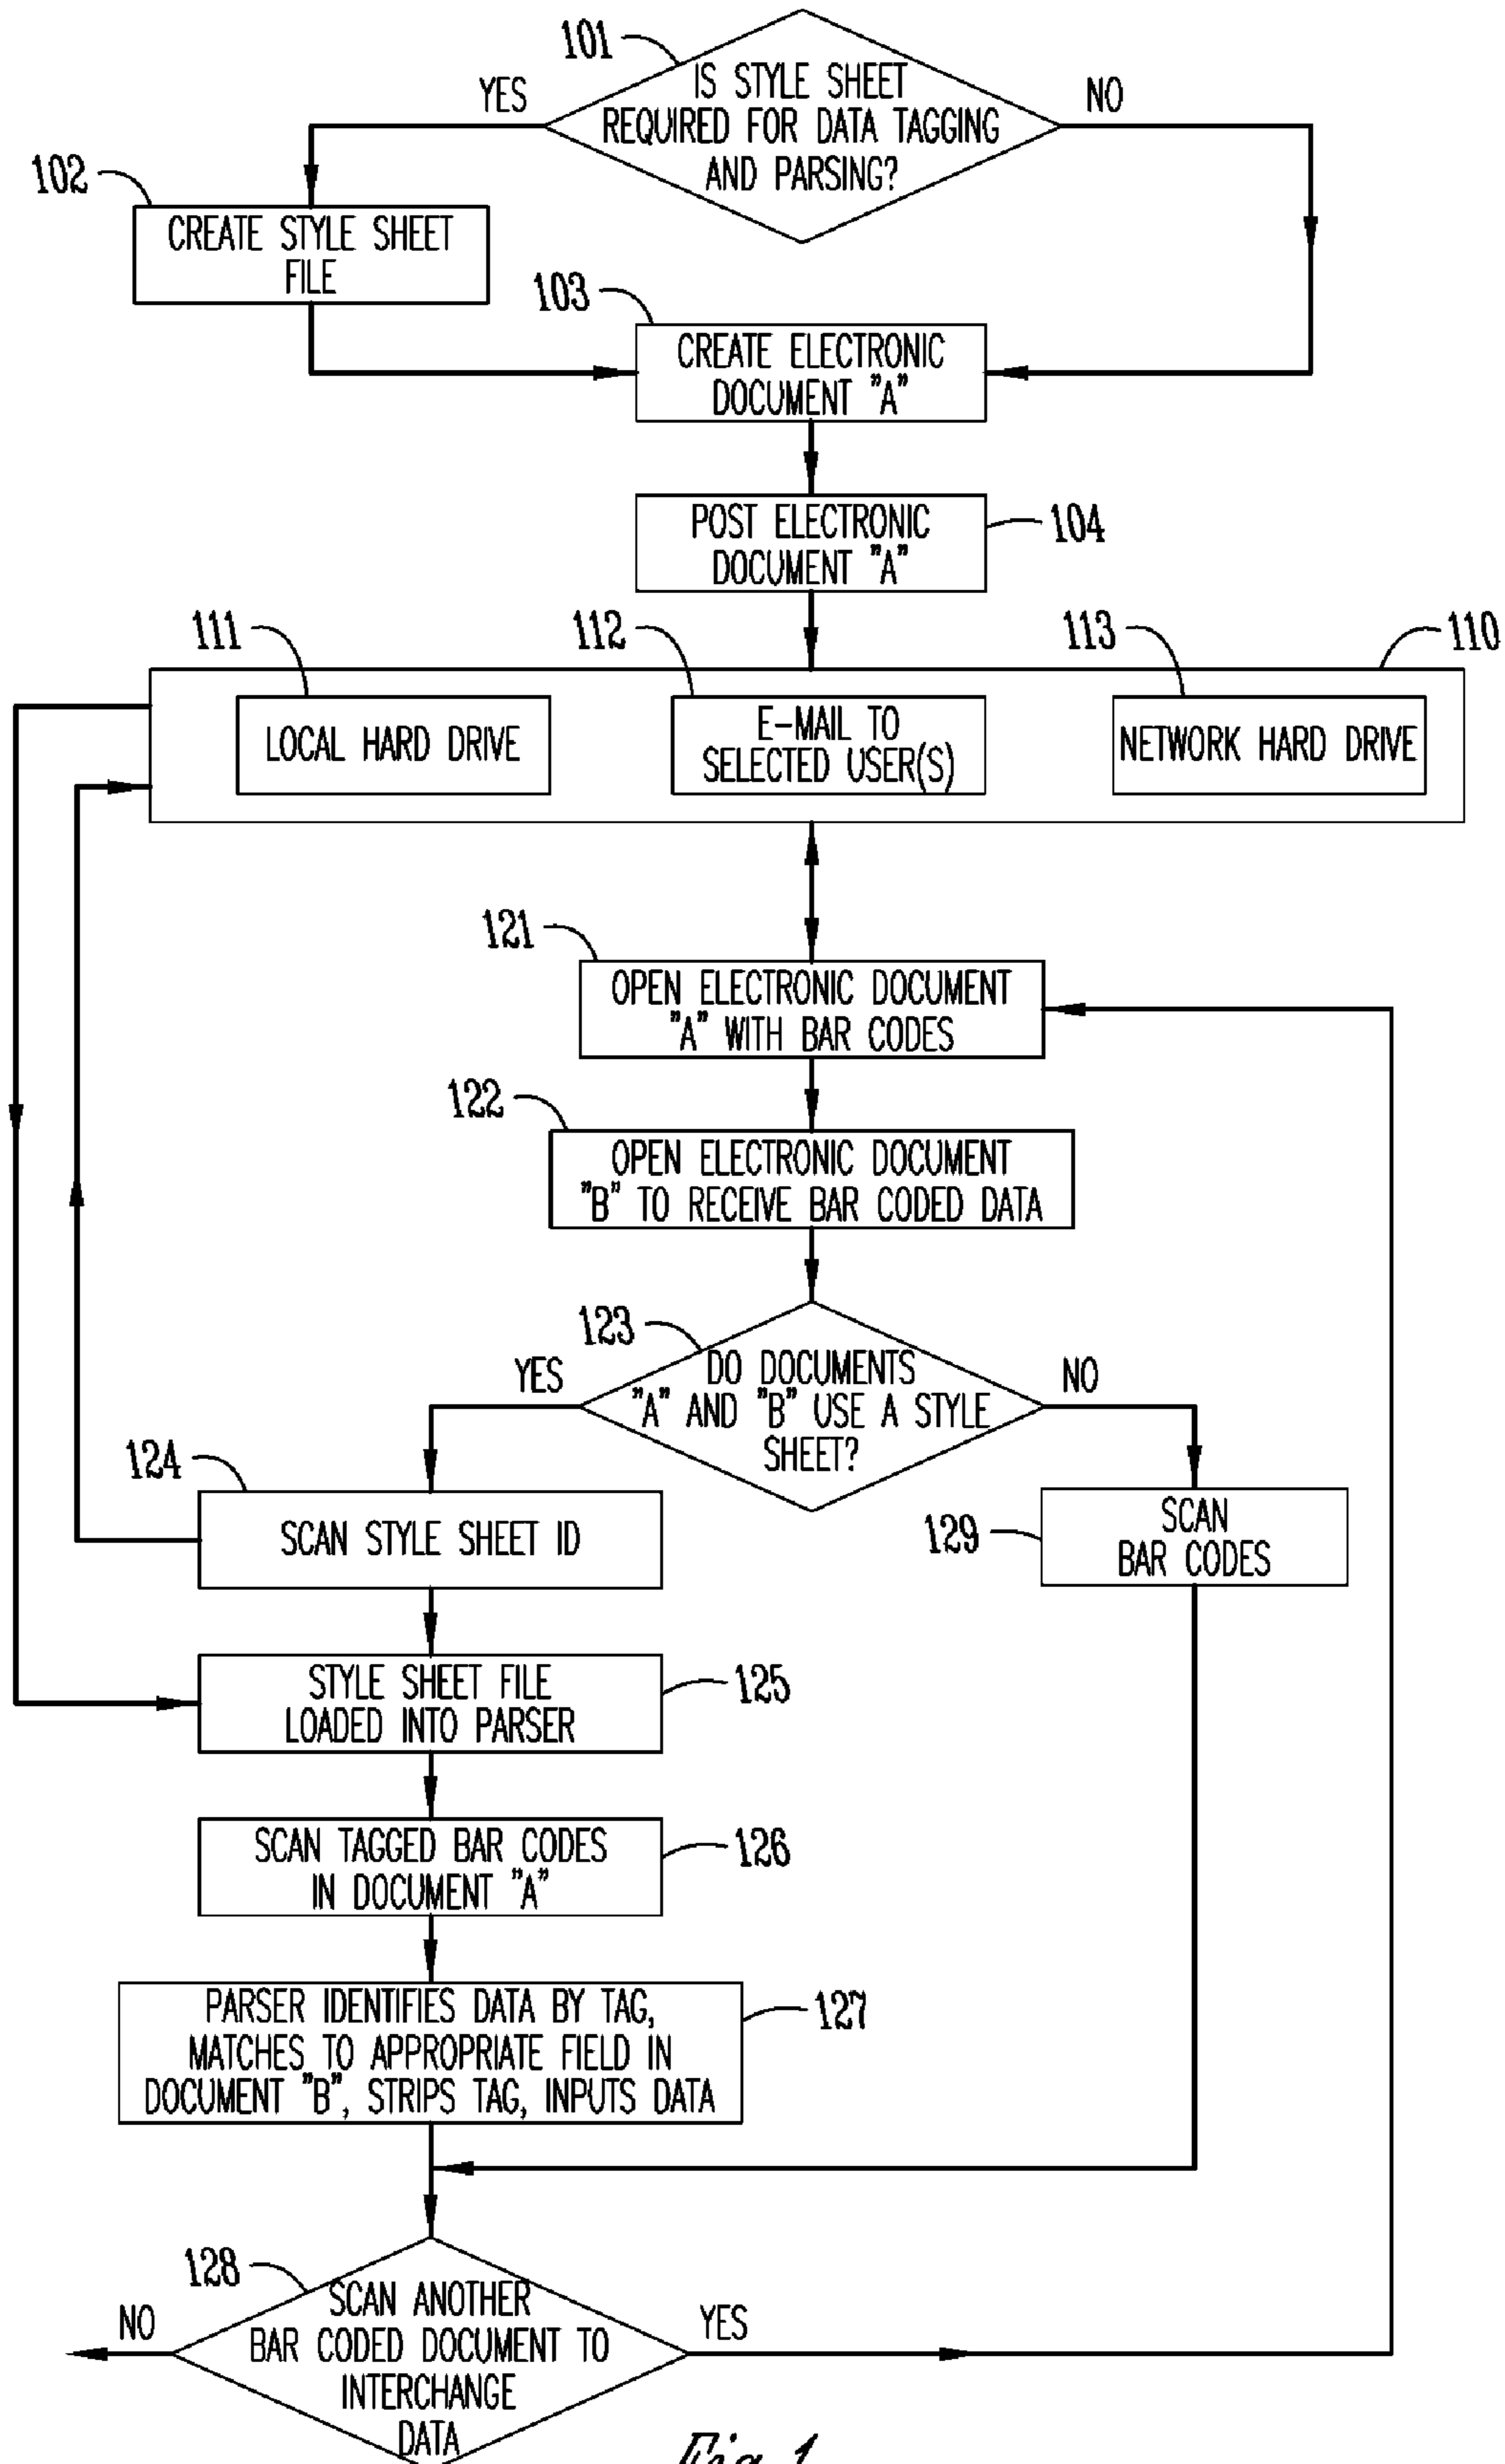 101
IS STYLE SHEET
REQUIRED FOR DATA TAGGING
AND PARSING?
YES
NO
102
CREATE STYLE SHEET
FILE
103
CREATE ELECTRONIC
DOCUMENT "A"
POST ELECTRONIC
DOCUMENT "A"
104
111
112
113
110
LOCAL HARD DRIVE
E-MAIL TO
SELECTED USER(S)
NETWORK HARD DRIVE
121
OPEN ELECTRONIC DOCUMENT
"A" WITH BAR CODES
122
OPEN ELECTRONIC DOCUMENT
"B" TO RECEIVE BAR CODED DATA
123
DO DOCUMENTS
"A" AND "B" USE A STYLE
SHEET?
YES
NO
124
SCAN STYLE SHEET ID
129
SCAN
BAR CODES
STYLE SHEET FILE
LOADED INTO PARSER
125
SCAN TAGGED BAR CODES
IN DOCUMENT "A"
126
PARSER IDENTIFIES DATA BY TAG,
MATCHES TO APPROPRIATE FIELD IN
DOCUMENT "B", STRIPS TAG, INPUTS DATA
127
128
SCAN ANOTHER
BAR CODED DOCUMENT TO
INTERCHANGE
DATA
NO
YES
Fig. 1